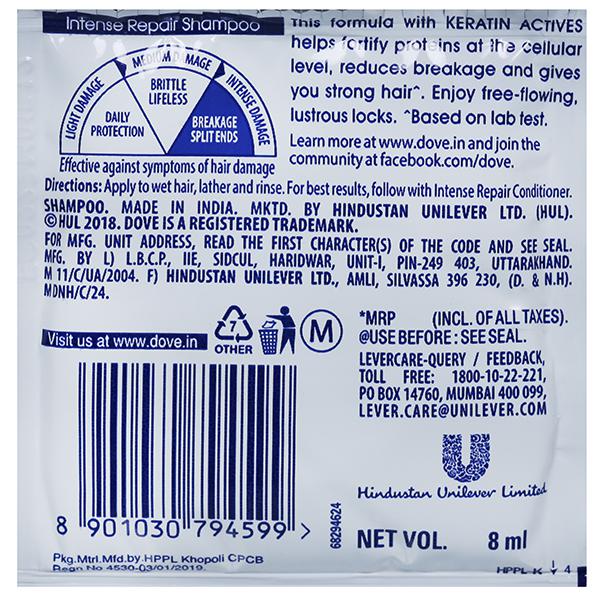 Intense Repair Shampoo
LIGHT DAMAGE
MEDIUM DAMAGE
INTENSE DAMAGE
DAILY
PROTECTION
BRITTLE
LIFELESS
BREAKAGE
SPLIT ENDS
Effective against symptoms of hair damage
This formula with KERATIN ACTIVES
helps fortify proteins at the cellular
level, reduces breakage and gives
you strong hair^. Enjoy free-flowing,
lustrous locks. ^Based on lab test.
Learn more at www.dove.in and join the
community at facebook.com/dove.
Directions: Apply to wet hair, lather and rinse. For best results, follow with Intense Repair Conditioner.
SHAMPOO. MADE IN INDIA. MKTD. BY HINDUSTAN UNILEVER LTD. (HUL).
© HUL 2018. DOVE IS A REGISTERED TRADEMARK.
FOR MFG. UNIT ADDRESS, READ THE FIRST CHARACTER(S) OF THE CODE AND SEE SEAL.
MFG. BY L) L.B.C.P., IIE, SIDCUL, HARIDWAR, UNIT-I, PIN-249 403, UTTARAKHAND.
M 11/C/UA/2004. F) HINDUSTAN UNILEVER LTD., AMLI, SILVASSA 396 230, (D. & N.H).
MDNH/C/24.
Visit us at www.dove.in
7
OTHER
M
*MRP (INCL. OF ALL TAXES).
@USE BEFORE : SEE SEAL.
LEVERCARE-QUERY / FEEDBACK,
TOLL FREE: 1800-10-22-221,
PO BOX 14760, MUMBAI 400 099,
LEVER.CARE@UNILEVER.COM
Hindustan Unilever Limited
8 901030 794599 >
68294624
NET VOL. 8 ml
Pkg.Mtrl.Mfd.by.HPPL Khopoli CPCB
Regn No 4530-03/01/2019.
HPPL K 4